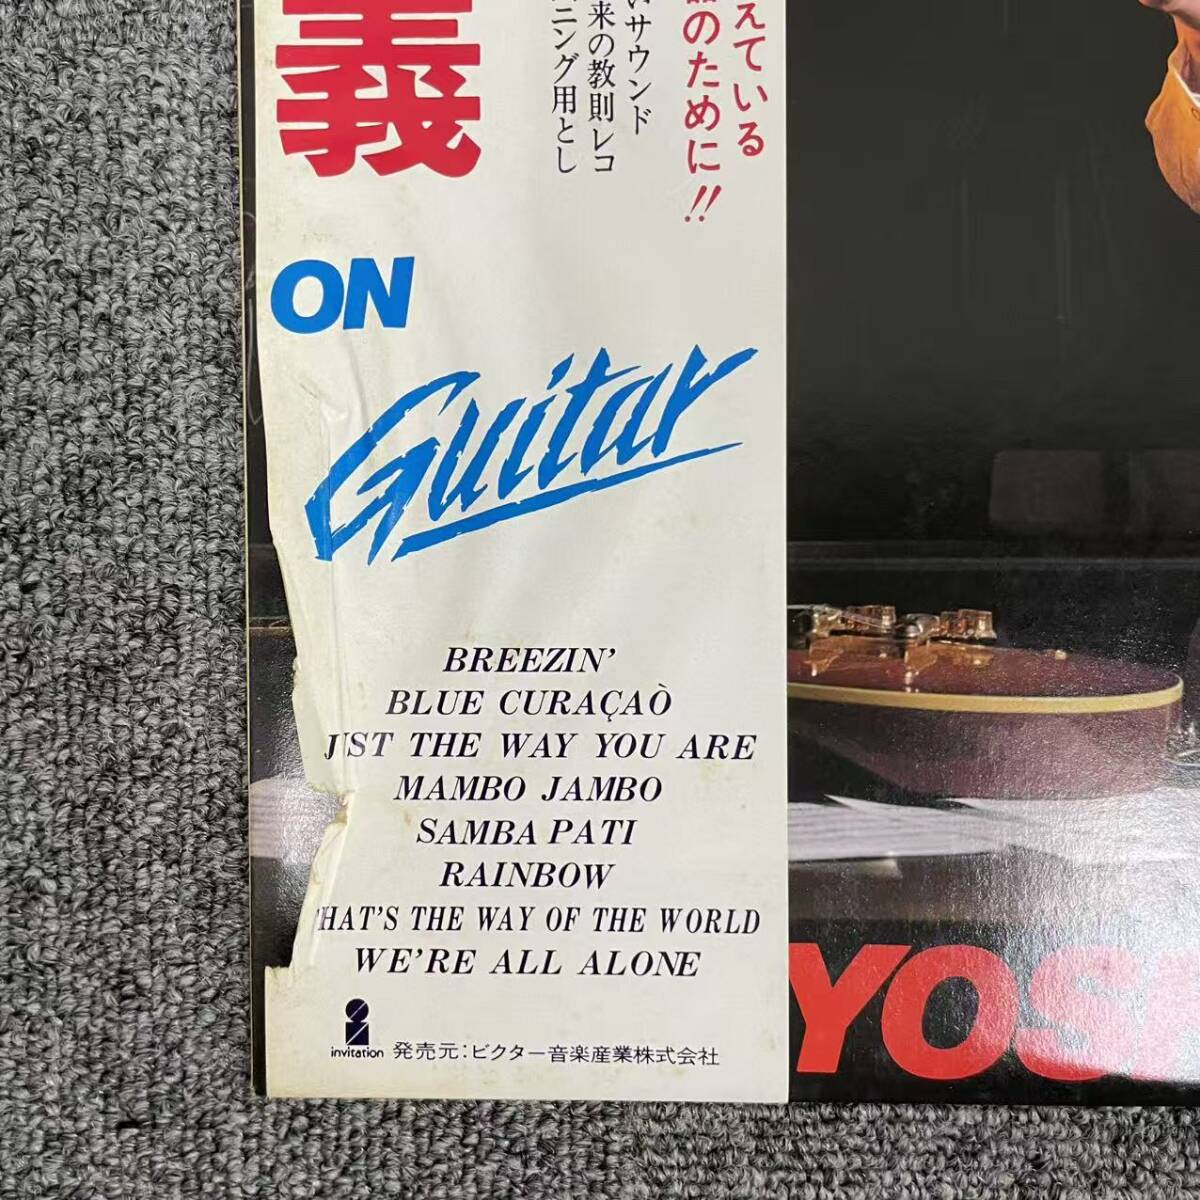 えている
のために!!
サウンド
来の教則レコ
ニング用とし
義
ON
Guitar
BREEZIN'
BLUE CURAÇAÒ
JUST THE WAY YOU ARE
MAMBO JAMBO
SAMBA PATI
RAINBOW
HAT'S THE WAY OF THE WORLD
WE'RE ALL ALONE
invitation 発売元:ビクター音楽産業株式会社
YOS